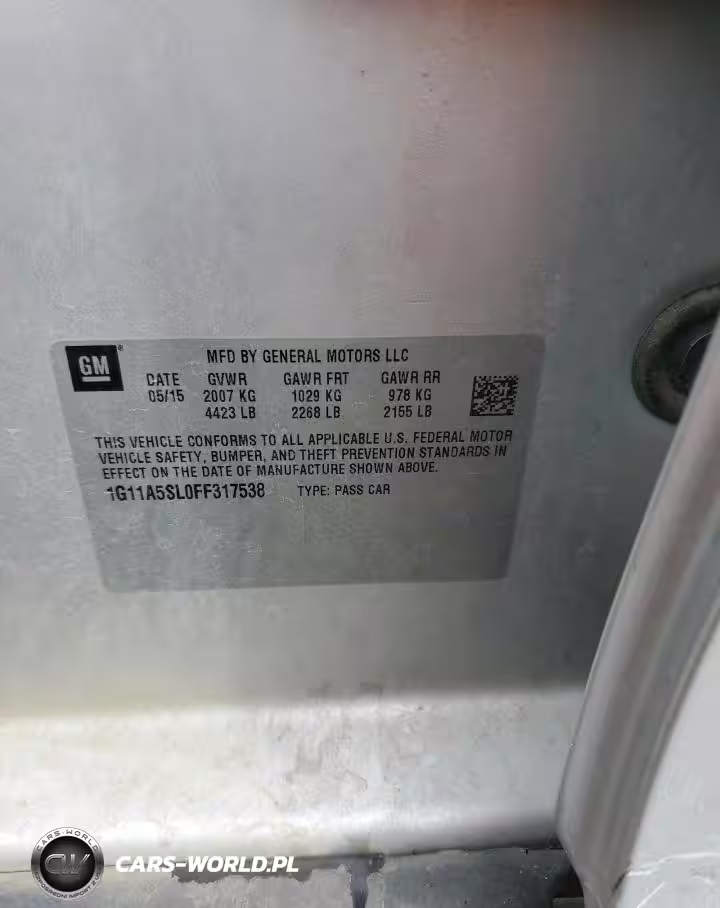 GM®
MFD BY GENERAL MOTORS LLC
DATE GVWR GAWR FRT GAWR RR
05/15 2007 KG 1029 KG 978 KG
4423 LB 2268 LB 2155 LB
THIS VEHICLE CONFORMS TO ALL APPLICABLE U.S. FEDERAL MOTOR
VEHICLE SAFETY, BUMPER, AND THEFT PREVENTION STANDARDS IN
EFFECT ON THE DATE OF MANUFACTURE SHOWN ABOVE.
1G11A5SL0FF317538 TYPE: PASS CAR
CARS-WORLD
CW
CARS-WORLD.PL